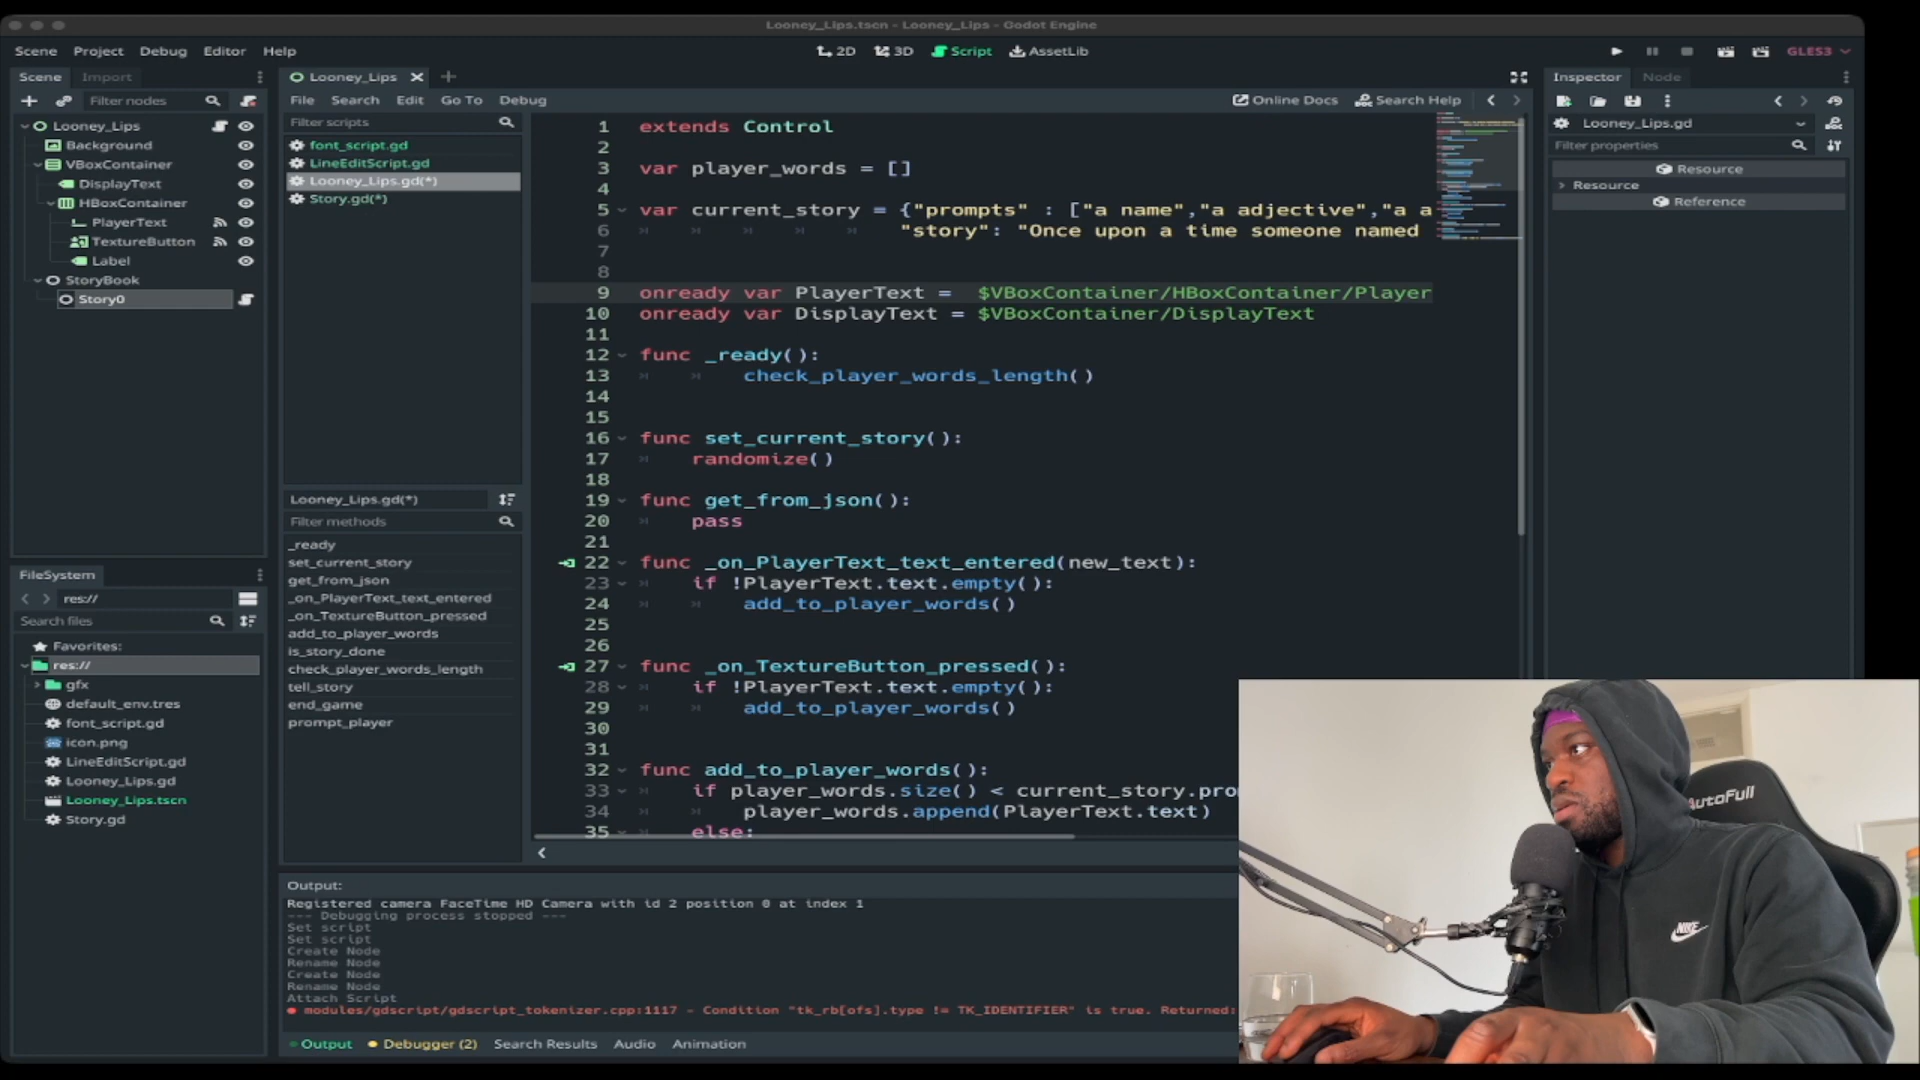 Looney_Lips.tscn - Looney_Lips - Godot Engine
Scene Project Debug Editor Help
2D 3D Script AssetLib
GLES3
Scene Import
Filter nodes
Looney_Lips
Background
VBoxContainer
DisplayText
HBoxContainer
PlayerText
TextureButton
Label
StoryBook
Story0
FileSystem
res://
Search files
Favorites:
res://
gfx
default_env.tres
font_script.gd
icon.png
LineEditScript.gd
Looney_Lips.gd
Looney_Lips.tscn
Story.gd
Looney_Lips
File Search Edit Go To Debug
Online Docs Search Help
Filter scripts
font_script.gd
LineEditScript.gd
Looney_Lips.gd(*)
Story.gd(*)
Looney_Lips.gd(*)
Filter methods
_ready
set_current_story
get_from_json
_on_PlayerText_text_entered
_on_TextureButton_pressed
add_to_player_words
is_story_done
check_player_words_length
tell_story
end_game
prompt_player
1 extends Control
2
3 var player_words = []
4
5 var current_story = {"prompts" : ["a name","a adjective","a a
6 "story": "Once upon a time someone named
7
8
9 onready var PlayerText = $VBoxContainer/HBoxContainer/Player
10 onready var DisplayText = $VBoxContainer/DisplayText
11
12 func _ready():
13 check_player_words_length()
14
15
16 func set_current_story():
17 randomize()
18
19 func get_from_json():
20 pass
21
22 func _on_PlayerText_text_entered(new_text):
23 if !PlayerText.text.empty():
24 add_to_player_words()
25
26
27 func _on_TextureButton_pressed():
28 if !PlayerText.text.empty():
29 add_to_player_words()
30
31
32 func add_to_player_words():
33 if player_words.size() < current_story.pro
34 player_words.append(PlayerText.text)
35 else:
Output:
Registered camera FaceTime HD Camera with id 2 position 0 at index 1
--- Debugging process stopped ---
Set script
Set script
Create Node
Rename Node
Create Node
Rename Node
Attach Script
modules/gdscript/gdscript_tokenizer.cpp:1117 - Condition "tk_rb[ofs].type != TK_IDENTIFIER" is true. Returned:
Output Debugger (2) Search Results Audio Animation
Inspector Node
Looney_Lips.gd
Filter properties
Resource
Resource
Reference
AutoFull
NIKE